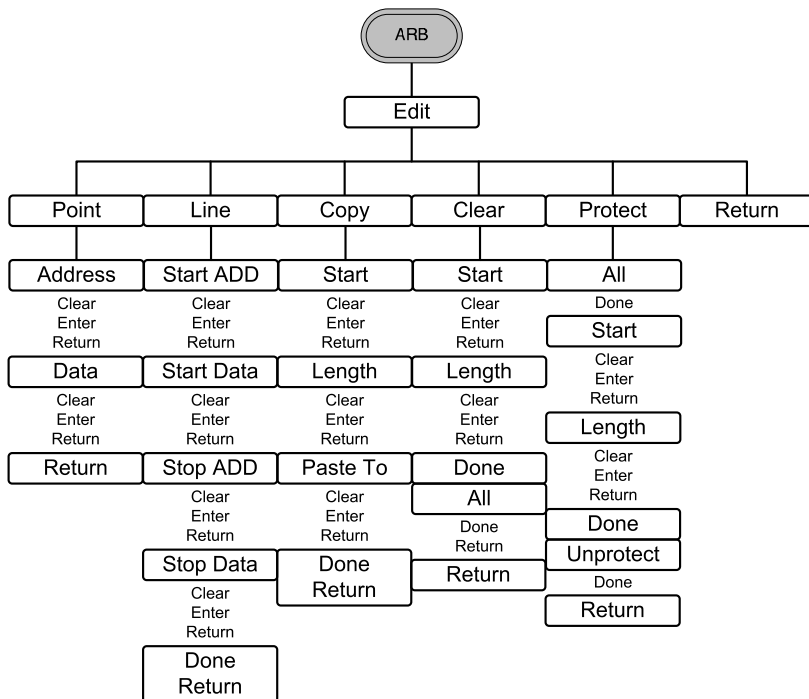 ARB
Edit
Point
Line
Copy
Clear
Protect
Return
Address
Clear
Enter
Return
Data
Clear
Enter
Return
Return
Start ADD
Clear
Enter
Return
Start Data
Clear
Enter
Return
Stop ADD
Clear
Enter
Return
Stop Data
Clear
Enter
Return
Done
Return
Start
Clear
Enter
Return
Length
Clear
Enter
Return
Paste To
Clear
Enter
Return
Done
Return
Start
Clear
Enter
Return
Length
Clear
Enter
Return
Done
All
Done
Return
Return
All
Done
Start
Clear
Enter
Return
Length
Clear
Enter
Return
Done
Unprotect
Done
Return